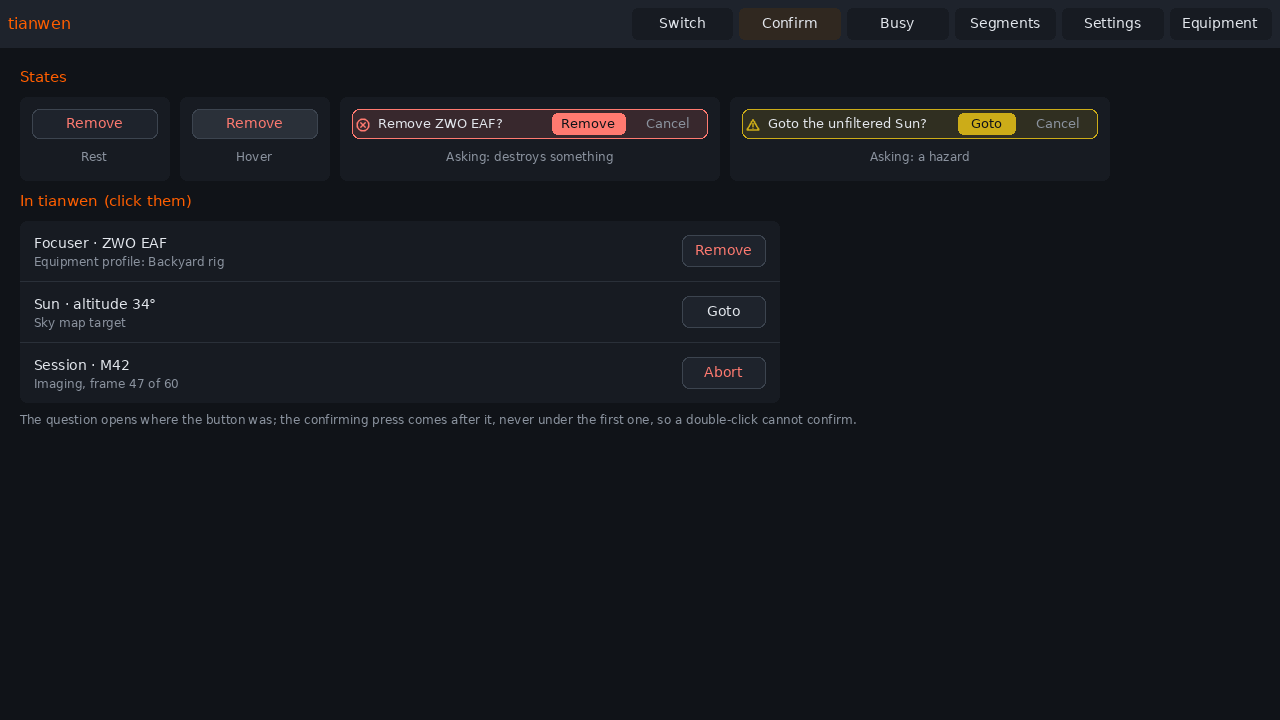 tianwen
Switch Confirm Busy Segments Settings Equipment
States
Remove
Rest
Remove
Hover
Remove ZWO EAF? Remove Cancel
Asking: destroys something
Goto the unfiltered Sun? Goto Cancel
Asking: a hazard
In tianwen (click them)
Focuser · ZWO EAF
Equipment profile: Backyard rig
Remove
Sun · altitude 34°
Sky map target
Goto
Session · M42
Imaging, frame 47 of 60
Abort
The question opens where the button was; the confirming press comes after it, never under the first one, so a double-click cannot confirm.